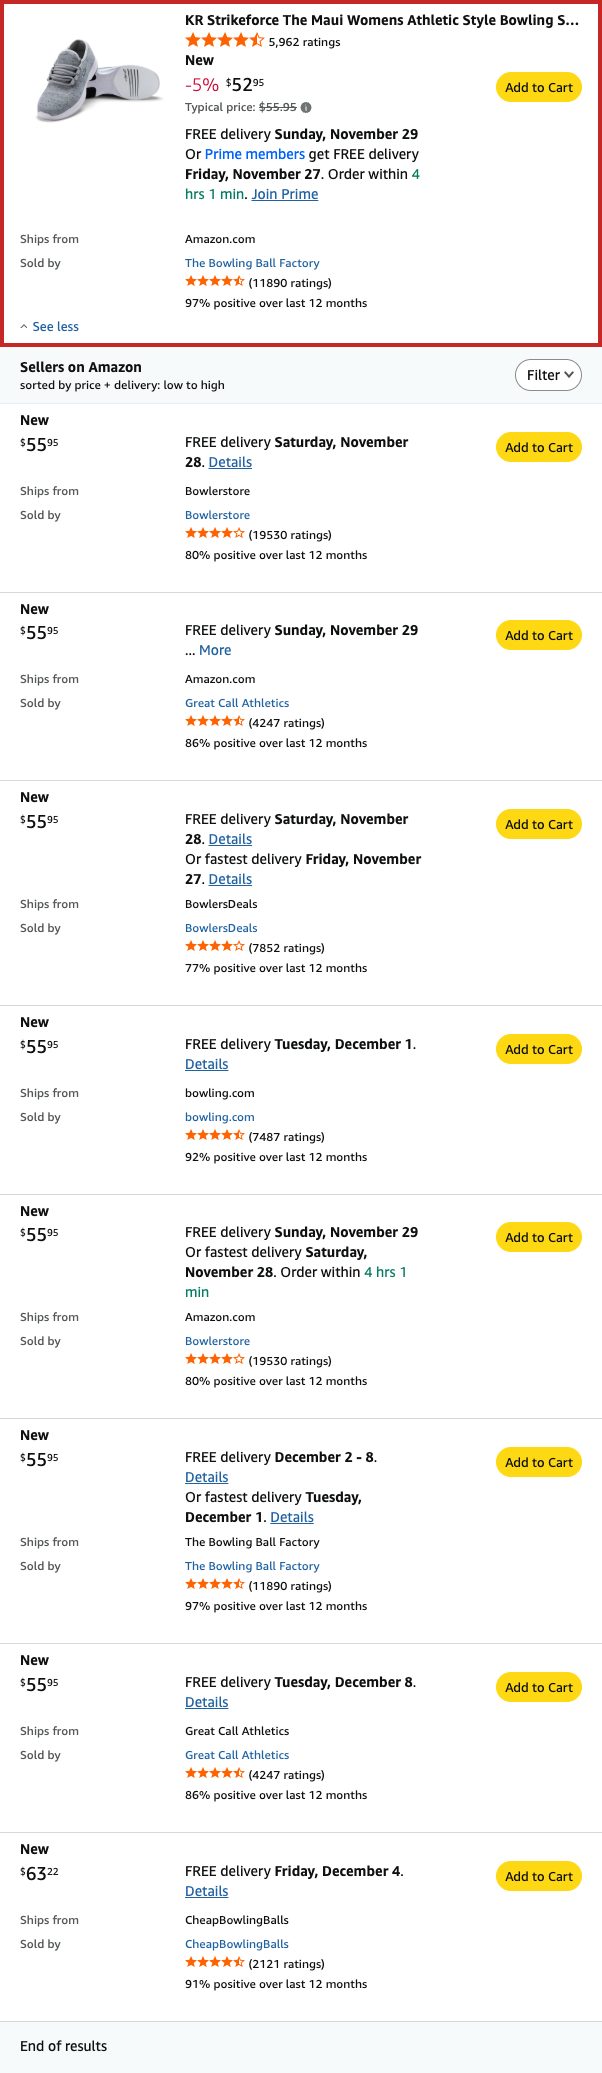 KR Strikeforce The Maui Womens Athletic Style Bowling S...
5,962 ratings
New
-5% $52.95
Typical price: $55.95
Add to Cart
FREE delivery Sunday, November 29
Or Prime members get FREE delivery
Friday, November 27. Order within 4
hrs 1 min. Join Prime
Ships from Amazon.com
Sold by The Bowling Ball Factory
(11890 ratings)
97% positive over last 12 months
See less
Sellers on Amazon
sorted by price + delivery: low to high
Filter
New
$55.95
FREE delivery Saturday, November
28. Details
Add to Cart
Ships from Bowlerstore
Sold by Bowlerstore
(19530 ratings)
80% positive over last 12 months
New
$55.95
FREE delivery Sunday, November 29
... More
Add to Cart
Ships from Amazon.com
Sold by Great Call Athletics
(4247 ratings)
86% positive over last 12 months
New
$55.95
FREE delivery Saturday, November
28. Details
Or fastest delivery Friday, November
27. Details
Add to Cart
Ships from BowlersDeals
Sold by BowlersDeals
(7852 ratings)
77% positive over last 12 months
New
$55.95
FREE delivery Tuesday, December 1.
Details
Add to Cart
Ships from bowling.com
Sold by bowling.com
(7487 ratings)
92% positive over last 12 months
New
$55.95
FREE delivery Sunday, November 29
Or fastest delivery Saturday,
November 28. Order within 4 hrs 1
min
Add to Cart
Ships from Amazon.com
Sold by Bowlerstore
(19530 ratings)
80% positive over last 12 months
New
$55.95
FREE delivery December 2 - 8.
Details
Or fastest delivery Tuesday,
December 1. Details
Add to Cart
Ships from The Bowling Ball Factory
Sold by The Bowling Ball Factory
(11890 ratings)
97% positive over last 12 months
New
$55.95
FREE delivery Tuesday, December 8.
Details
Add to Cart
Ships from Great Call Athletics
Sold by Great Call Athletics
(4247 ratings)
86% positive over last 12 months
New
$63.22
FREE delivery Friday, December 4.
Details
Add to Cart
Ships from CheapBowlingBalls
Sold by CheapBowlingBalls
(2121 ratings)
91% positive over last 12 months
End of results